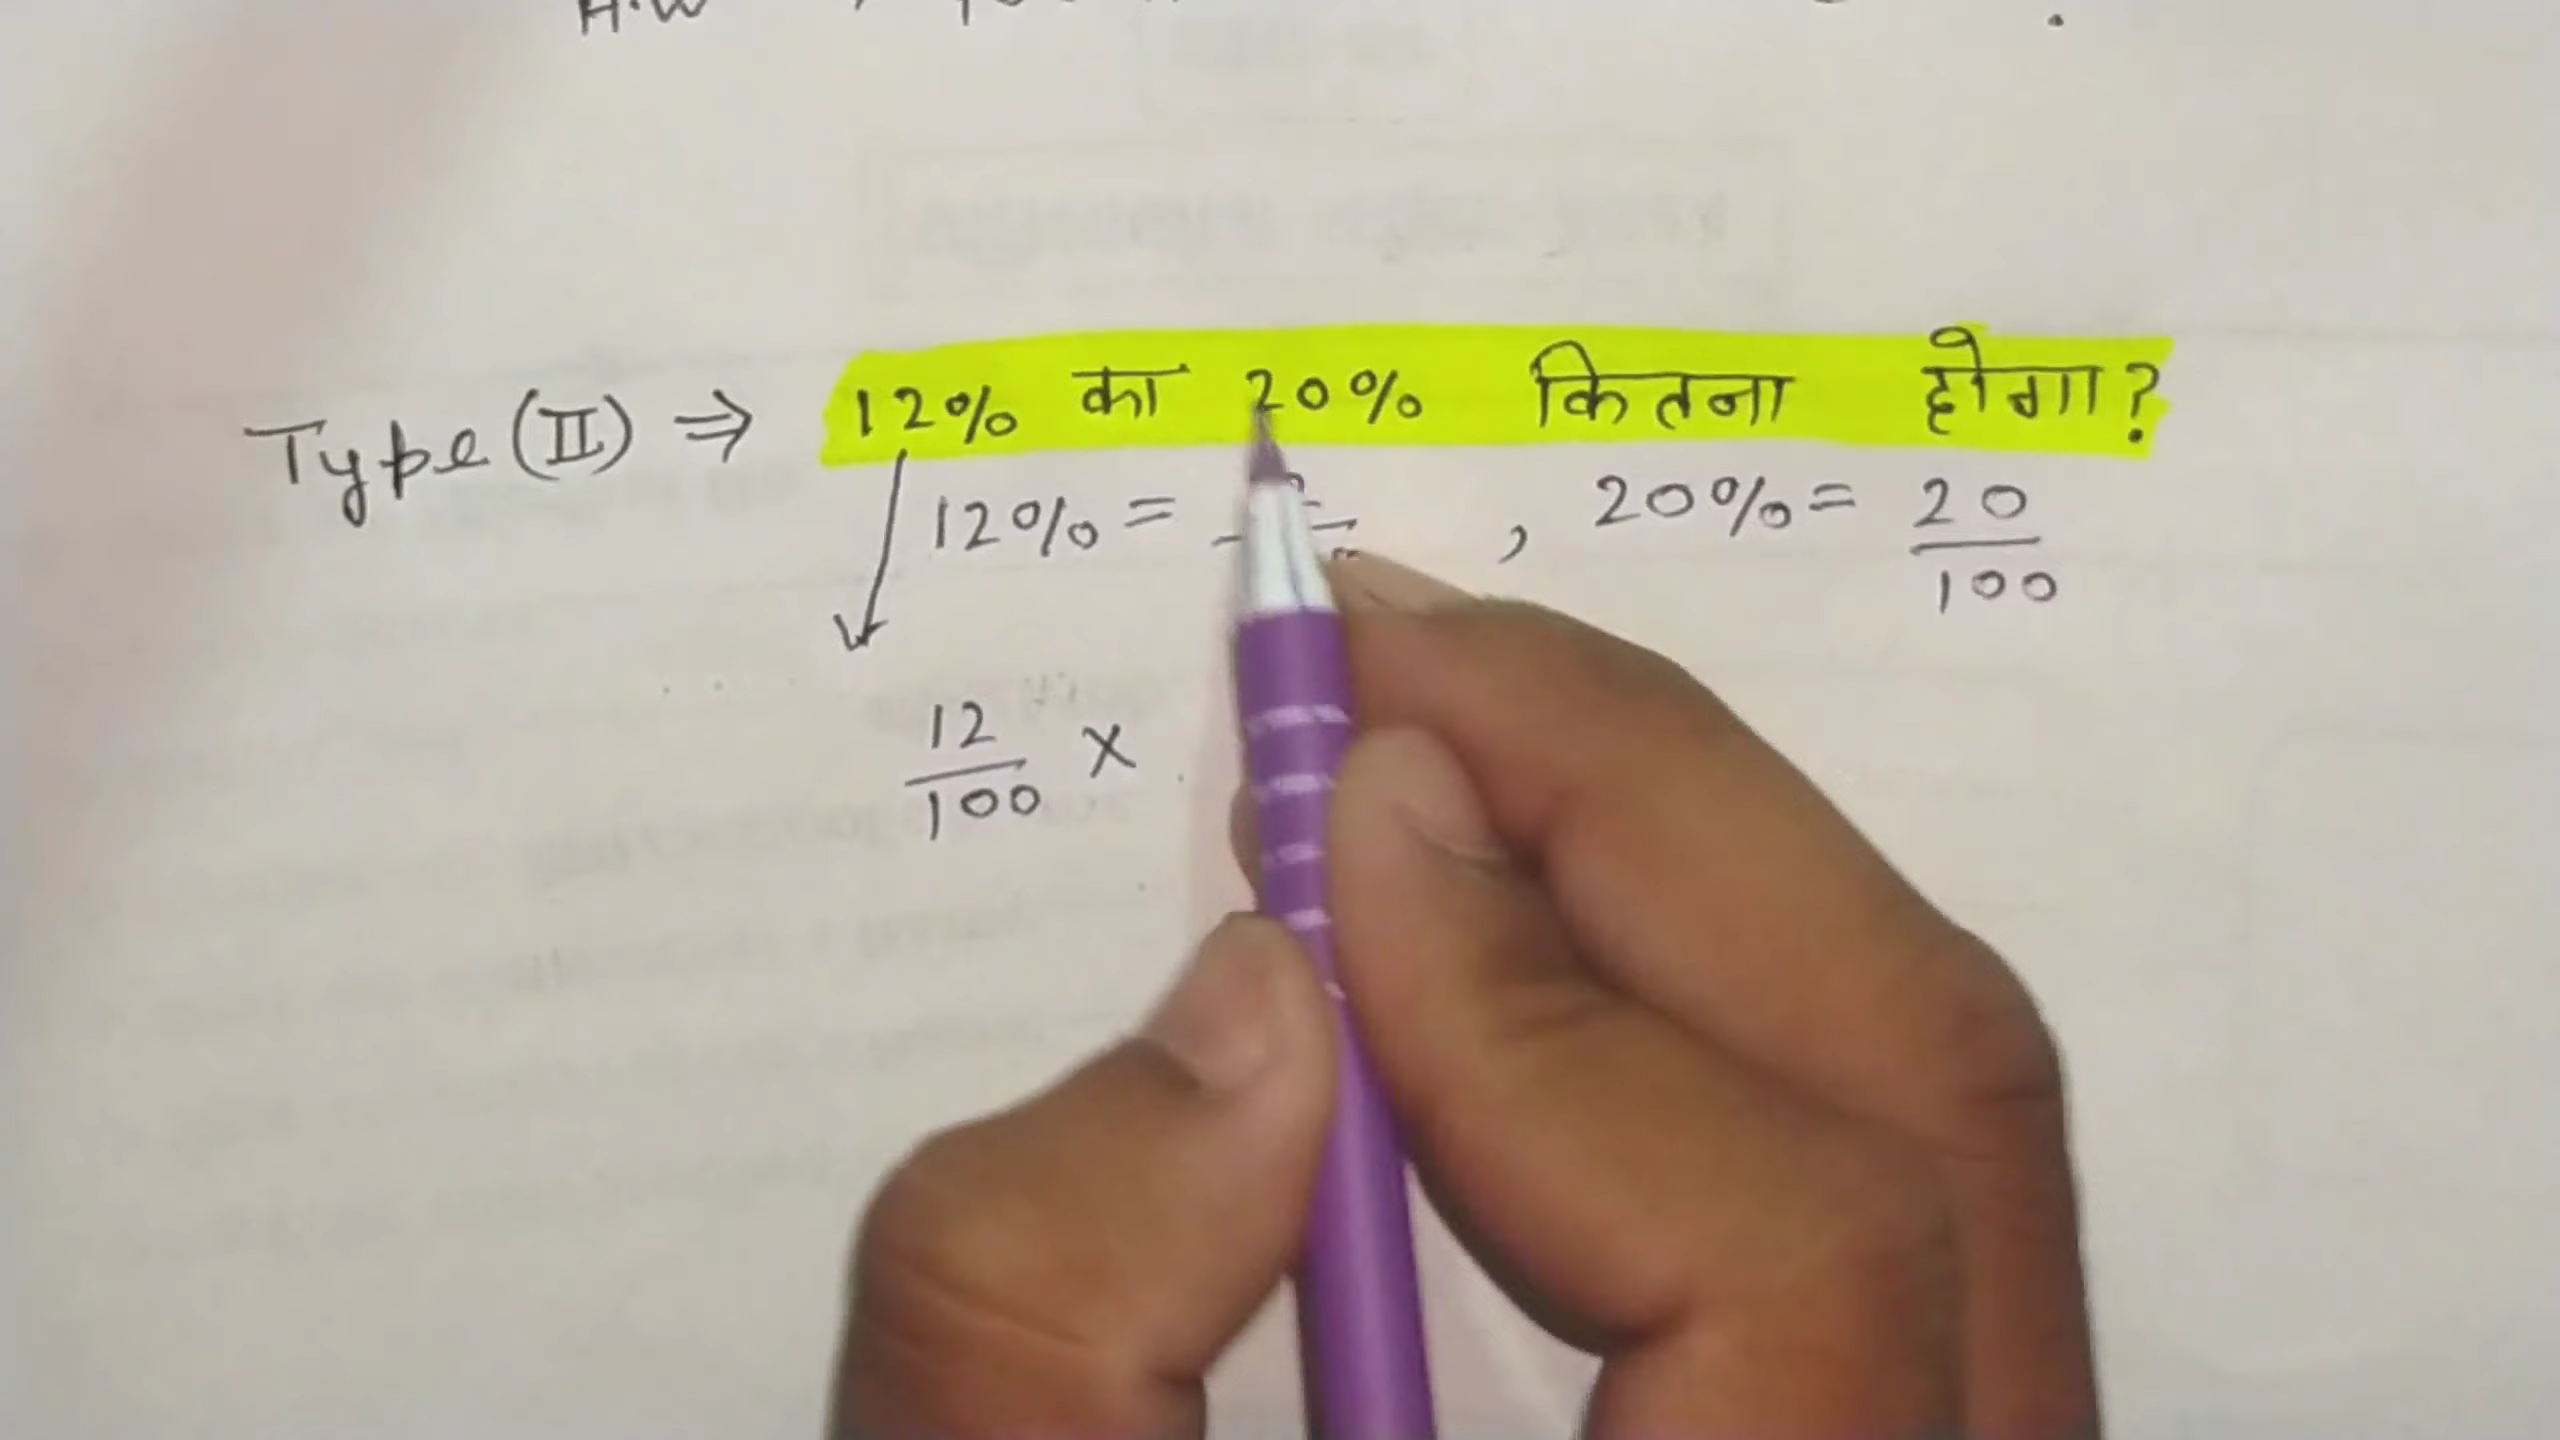 H.W
Type (II) ⇒ 12% का 20% कितना होगा?
12% = , 20% = 20/100
12/100 ×